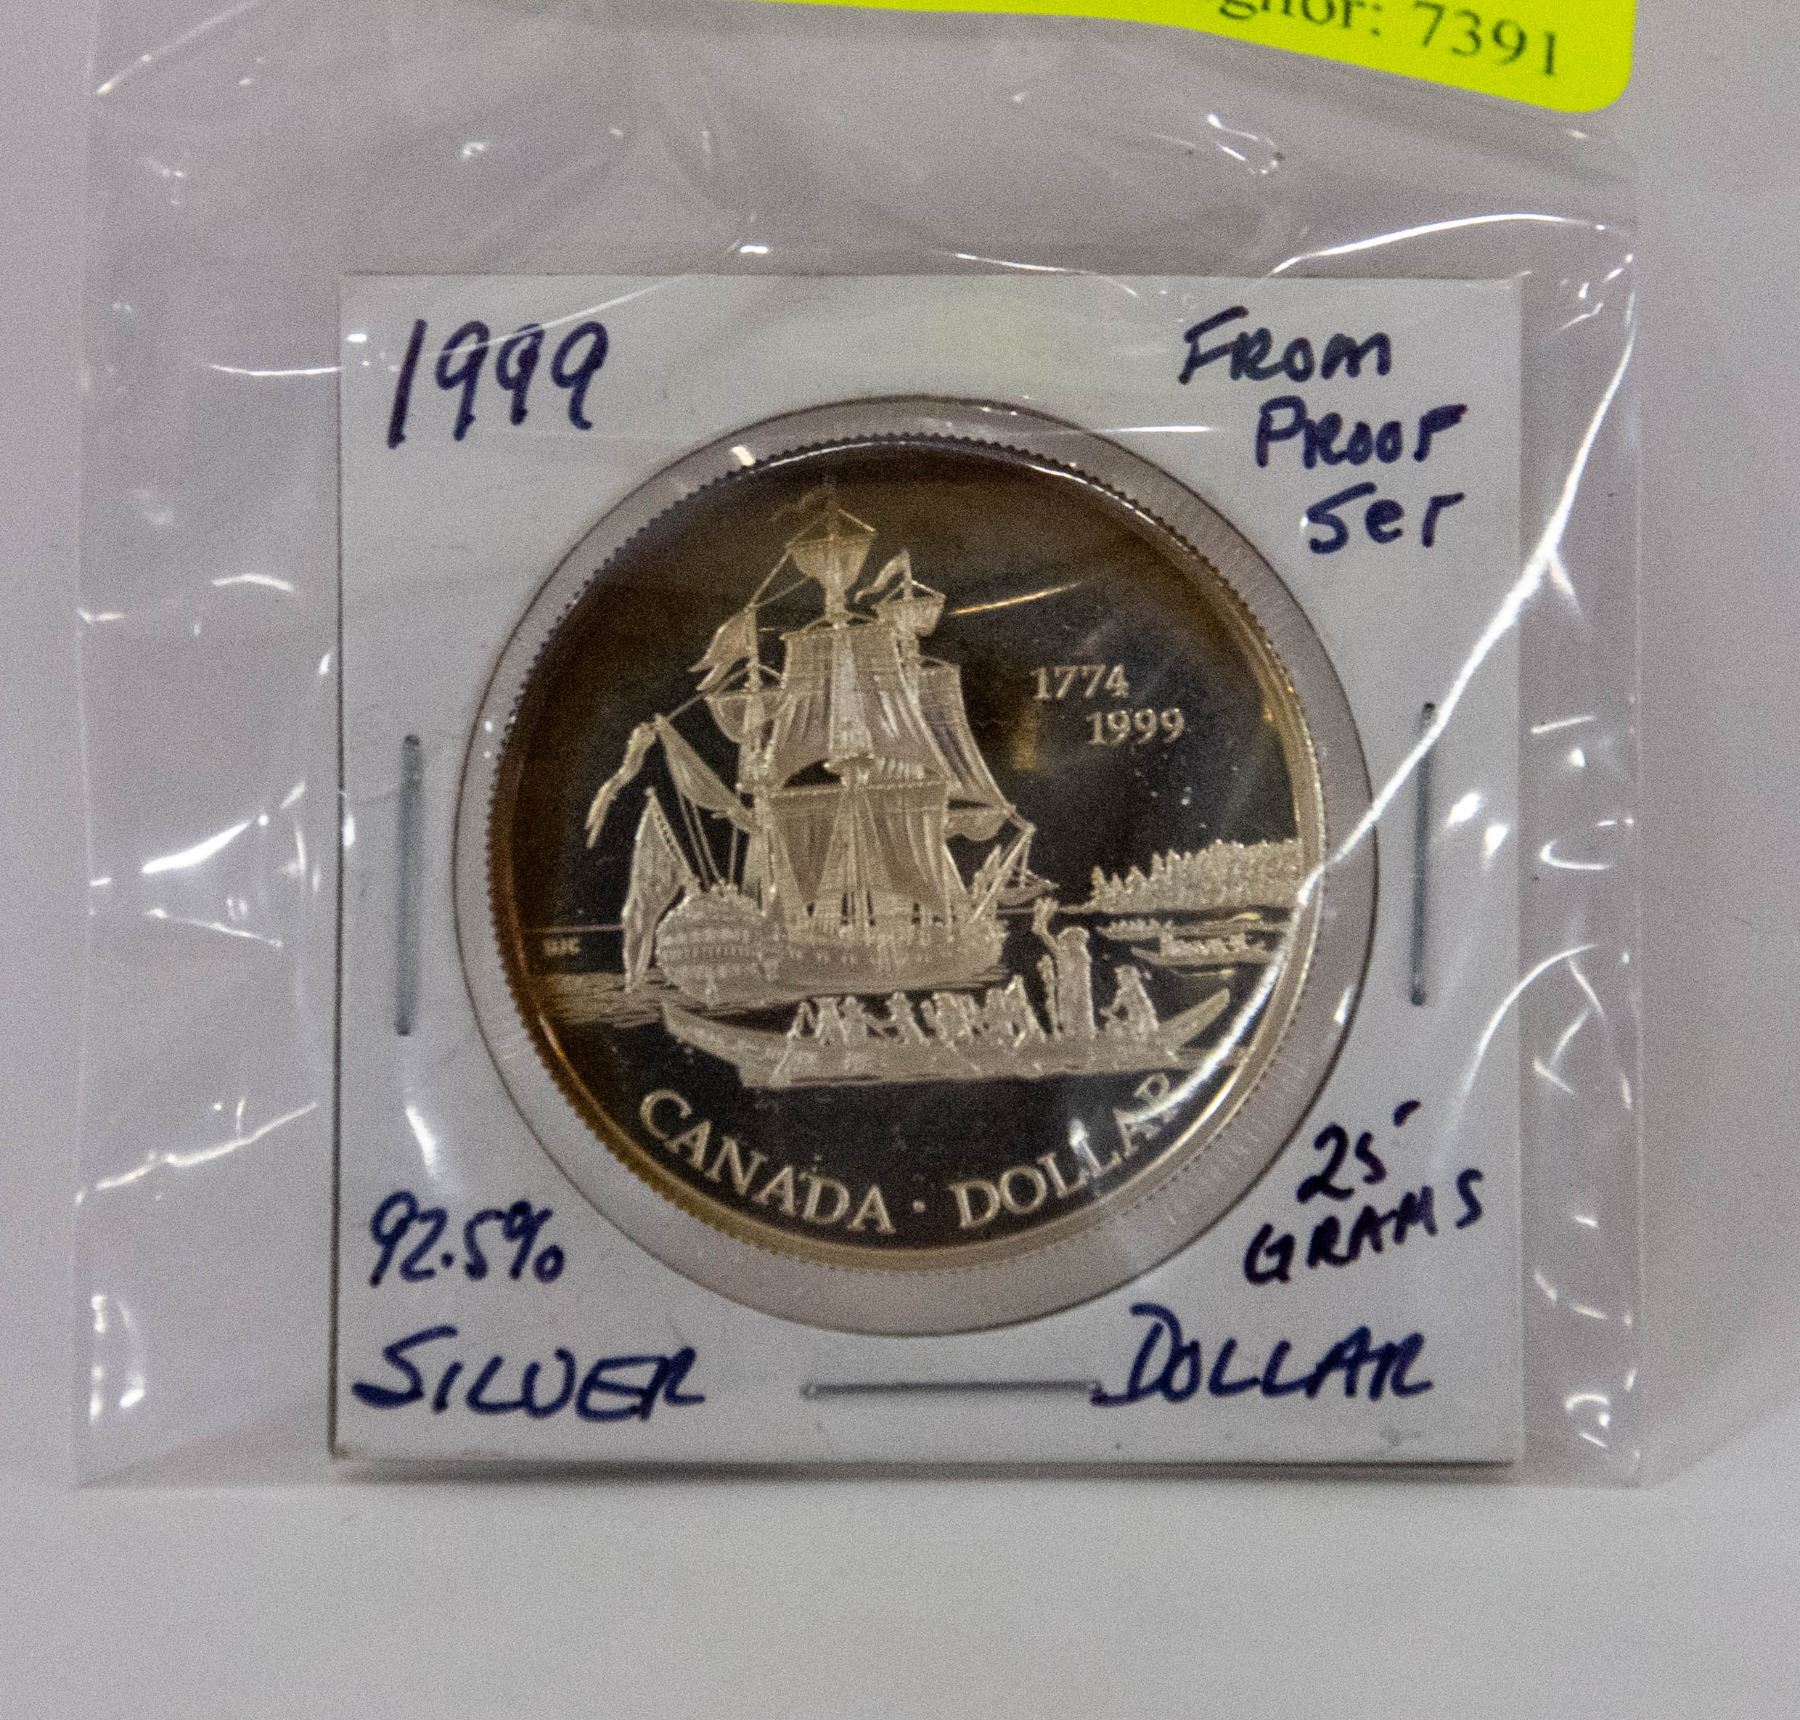 7391
1999
FROM
PROOF
SET
1774
1999
CANADA · DOLLAR
92.5%
SILVER
25
GRAMS
DOLLAR